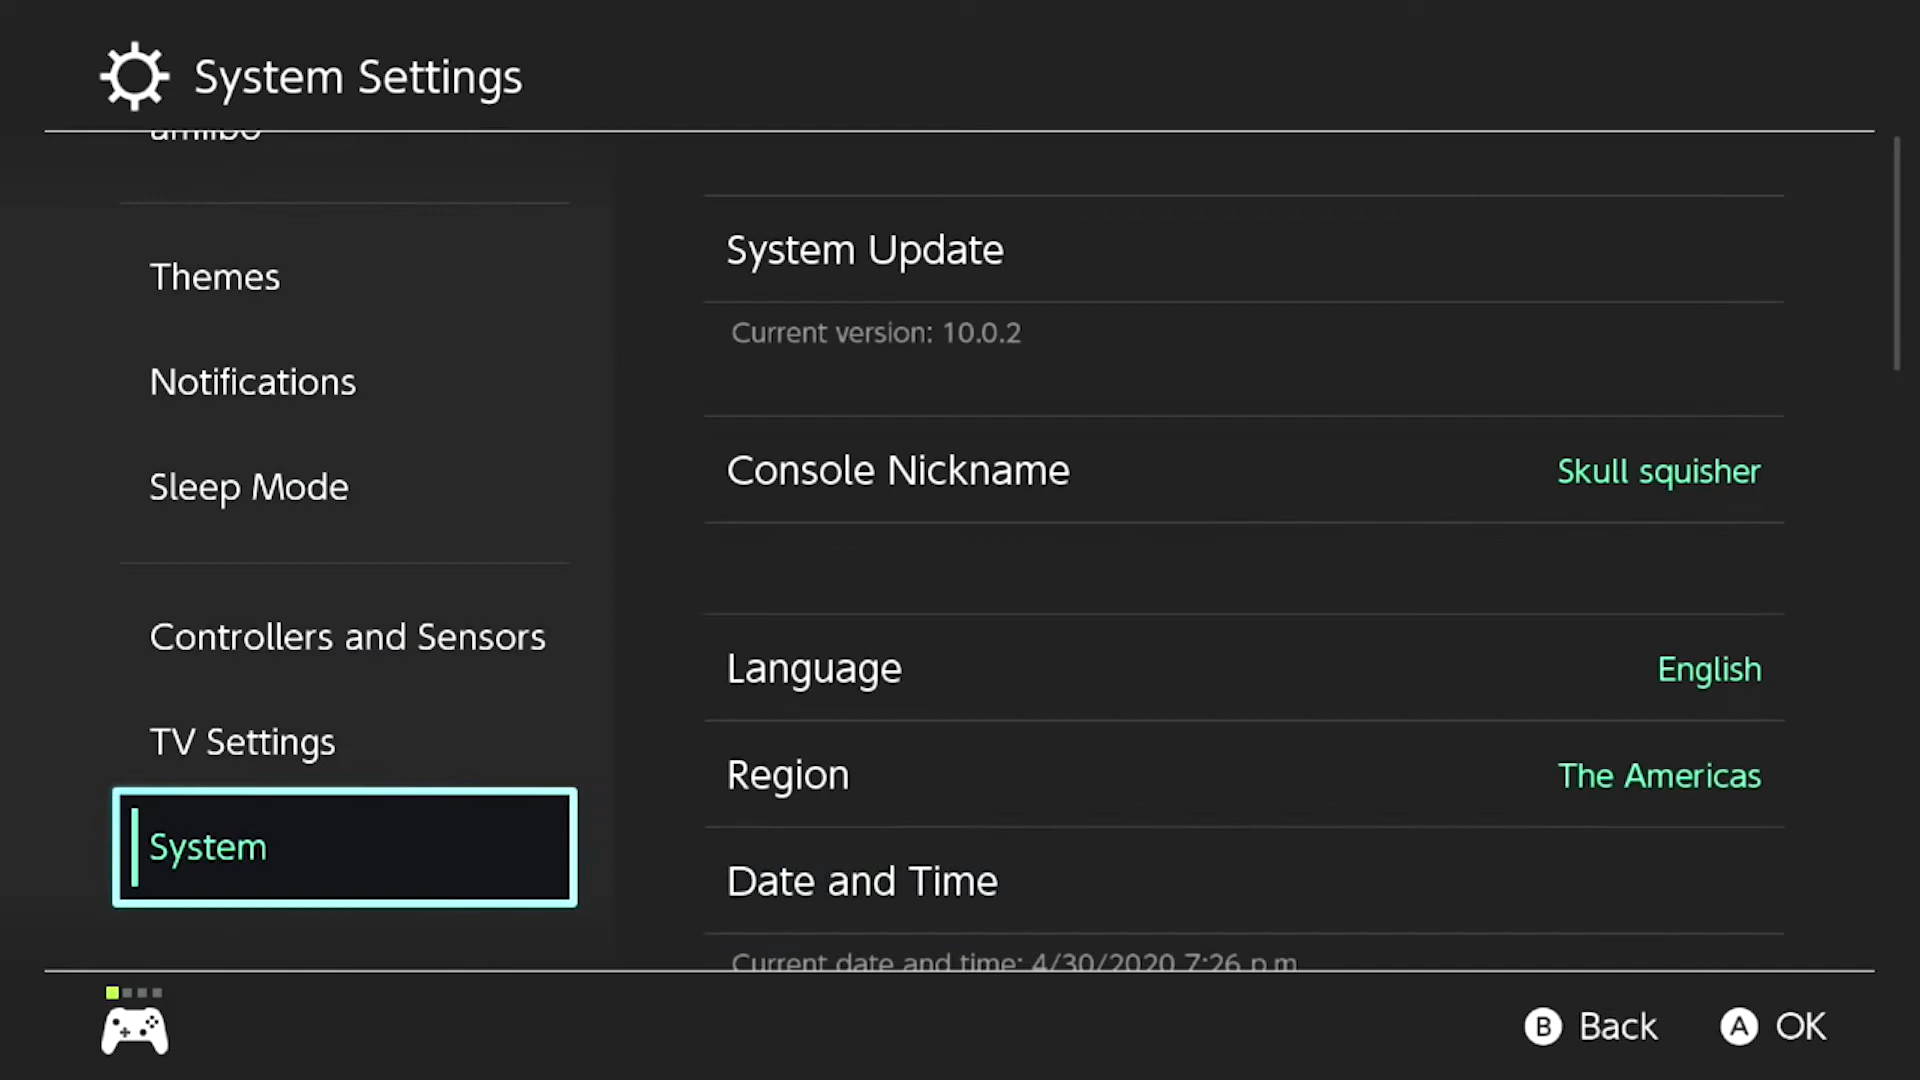 System Settings
amiibo
Themes
Notifications
Sleep Mode
Controllers and Sensors
TV Settings
System
System Update
Current version: 10.0.2
Console Nickname
Skull squisher
Language
English
Region
The Americas
Date and Time
Current date and time: 4/30/2020 7:26 p.m.
B Back
A OK